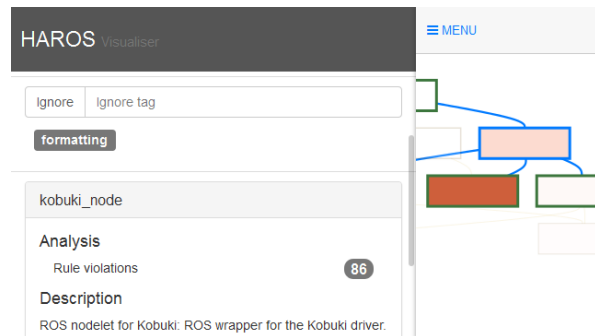 HAROS Visualiser
MENU
Ignore Ignore tag
formatting
kobuki_node
Analysis
Rule violations 86
Description
ROS nodelet for Kobuki: ROS wrapper for the Kobuki driver.